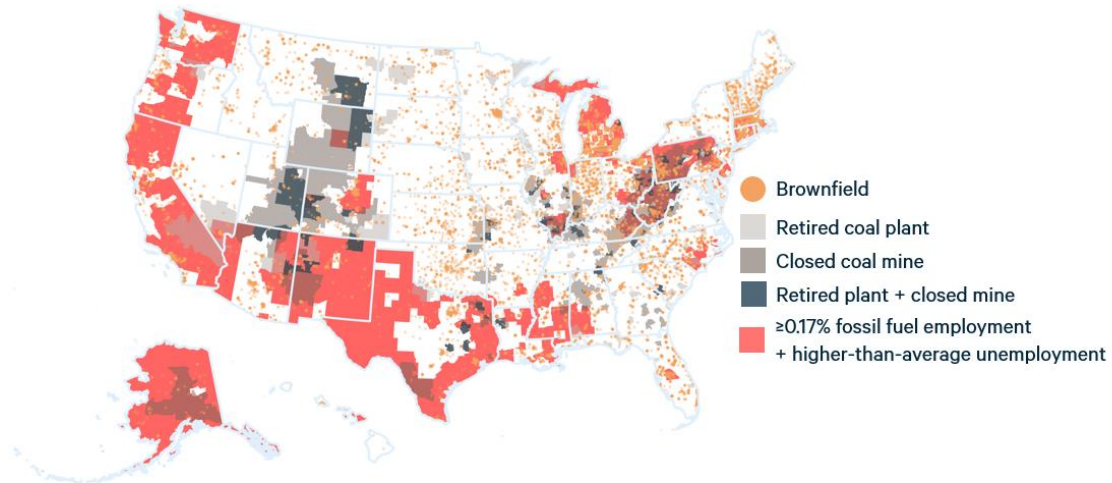 Brownfield
Retired coal plant
Closed coal mine
Retired plant + closed mine
≥0.17% fossil fuel employment
+ higher-than-average unemployment